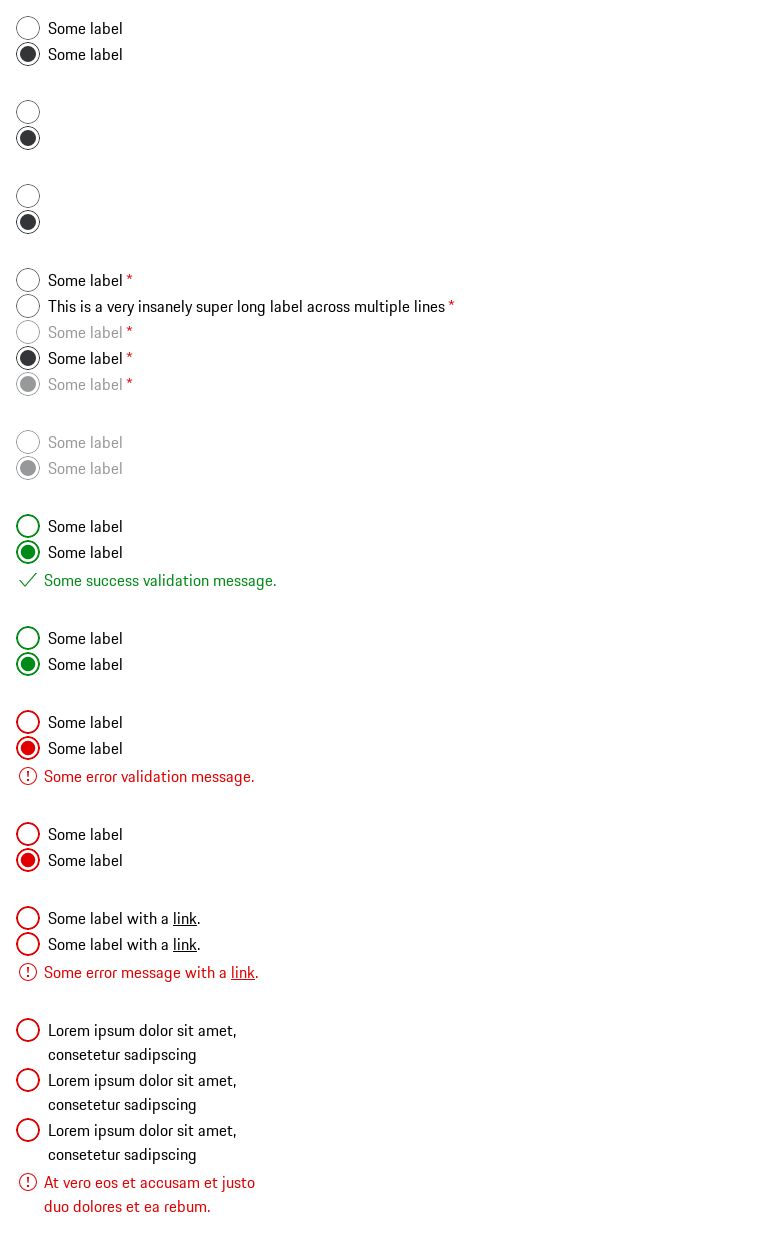 Some label
Some label
Some label *
This is a very insanely super long label across multiple lines *
Some label *
Some label *
Some label *
Some label
Some label
Some label
Some label
Some success validation message.
Some label
Some label
Some label
Some label
Some error validation message.
Some label
Some label
Some label with a link.
Some label with a link.
Some error message with a link.
Lorem ipsum dolor sit amet,
consetetur sadipscing
Lorem ipsum dolor sit amet,
consetetur sadipscing
Lorem ipsum dolor sit amet,
consetetur sadipscing
At vero eos et accusam et justo
duo dolores et ea rebum.